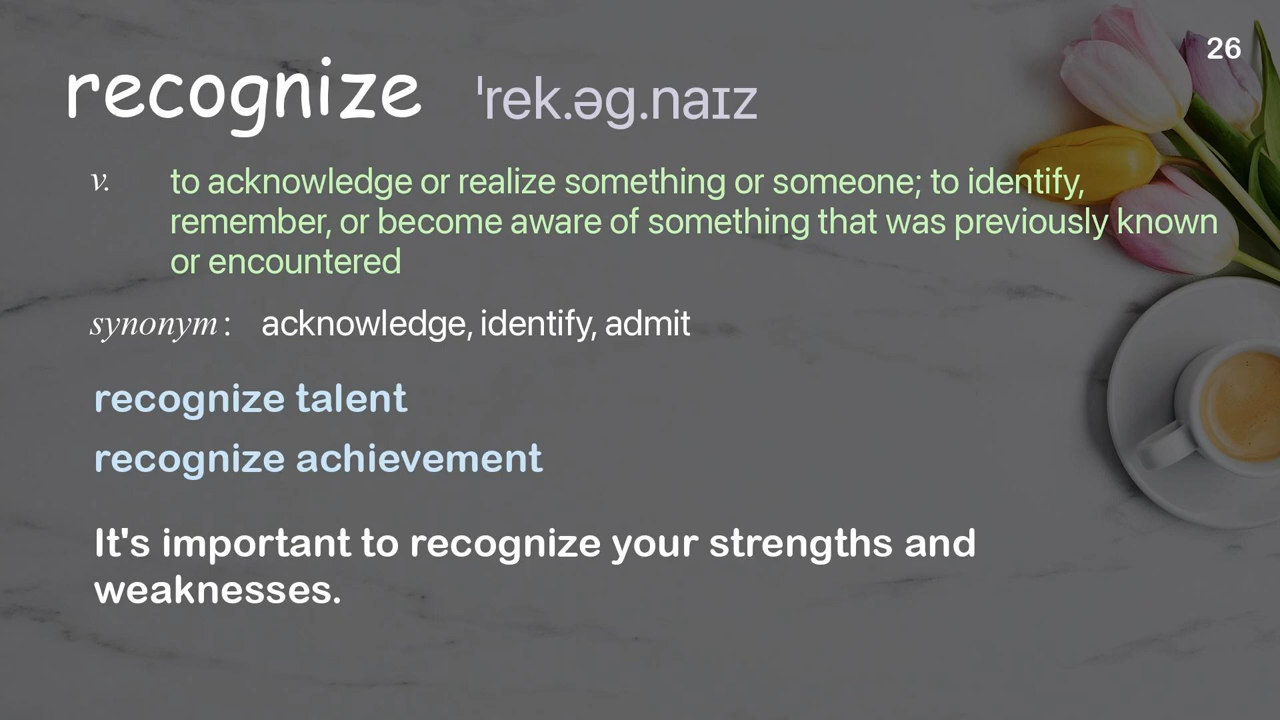 26
recognize ˈrek.əg.naɪz
v. to acknowledge or realize something or someone; to identify,
remember, or become aware of something that was previously known
or encountered
synonym: acknowledge, identify, admit
recognize talent
recognize achievement
It's important to recognize your strengths and
weaknesses.